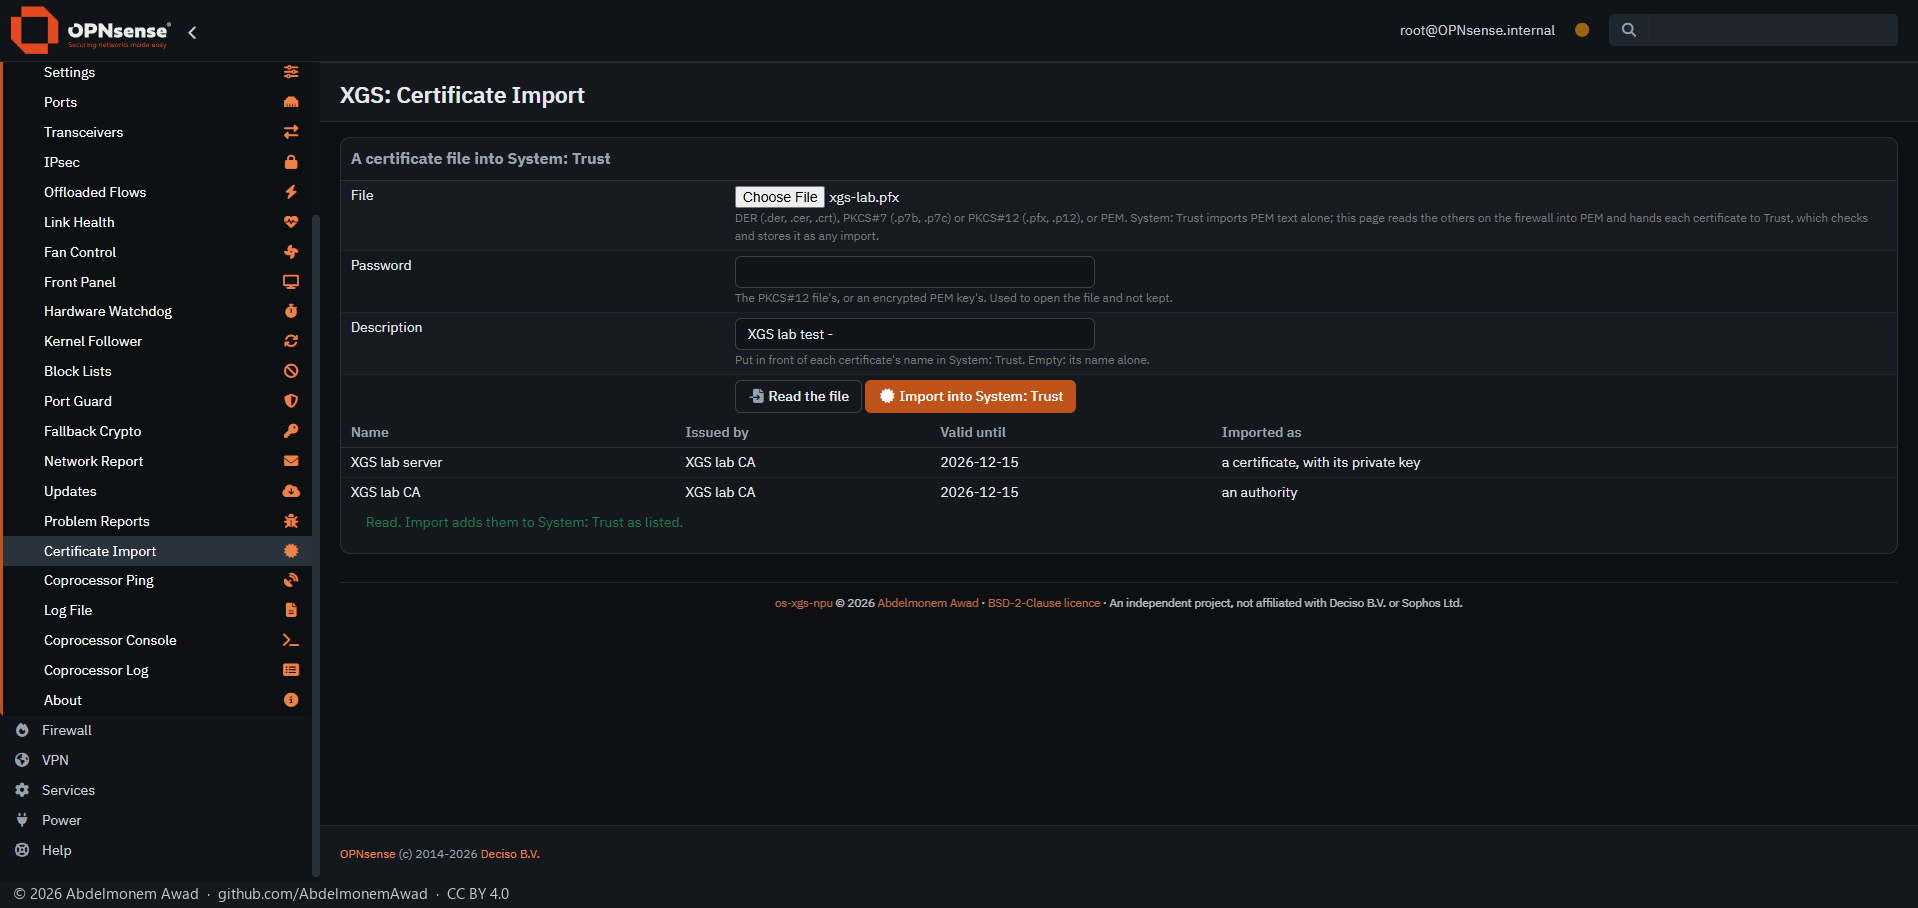 OPNsense®
Securing networks made easy
root@OPNsense.internal
Settings
Ports
Transceivers
IPsec
Offloaded Flows
Link Health
Fan Control
Front Panel
Hardware Watchdog
Kernel Follower
Block Lists
Port Guard
Fallback Crypto
Network Report
Updates
Problem Reports
Certificate Import
Coprocessor Ping
Log File
Coprocessor Console
Coprocessor Log
About
Firewall
VPN
Services
Power
Help
XGS: Certificate Import
A certificate file into System: Trust
File
Choose File xgs-lab.pfx
DER (.der, .cer, .crt), PKCS#7 (.p7b, .p7c) or PKCS#12 (.pfx, .p12), or PEM. System: Trust imports PEM text alone; this page reads the others on the firewall into PEM and hands each certificate to Trust, which checks
and stores it as any import.
Password
The PKCS#12 file's, or an encrypted PEM key's. Used to open the file and not kept.
Description
XGS lab test -
Put in front of each certificate's name in System: Trust. Empty: its name alone.
Read the file Import into System: Trust
Name Issued by Valid until Imported as
XGS lab server XGS lab CA 2026-12-15 a certificate, with its private key
XGS lab CA XGS lab CA 2026-12-15 an authority
Read. Import adds them to System: Trust as listed.
os-xgs-npu © 2026 Abdelmonem Awad · BSD-2-Clause licence · An independent project, not affiliated with Deciso B.V. or Sophos Ltd.
OPNsense (c) 2014-2026 Deciso B.V.
© 2026 Abdelmonem Awad · github.com/AbdelmonemAwad · CC BY 4.0